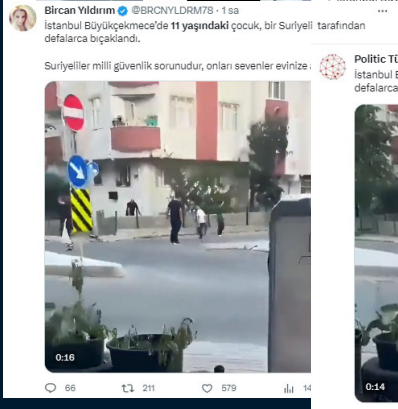 Bircan Yıldırım @BRCNYLDRM78 · 1 sa
İstanbul Büyükçekmece'de 11 yaşındaki çocuk, bir Suriyeli tarafından
defalarca bıçaklandı.
Suriyeliler milli güvenlik sorunudur, onları sevenler evinize
0:16
66 211 579 14
Politic
İstanbul
defalarca
0:14